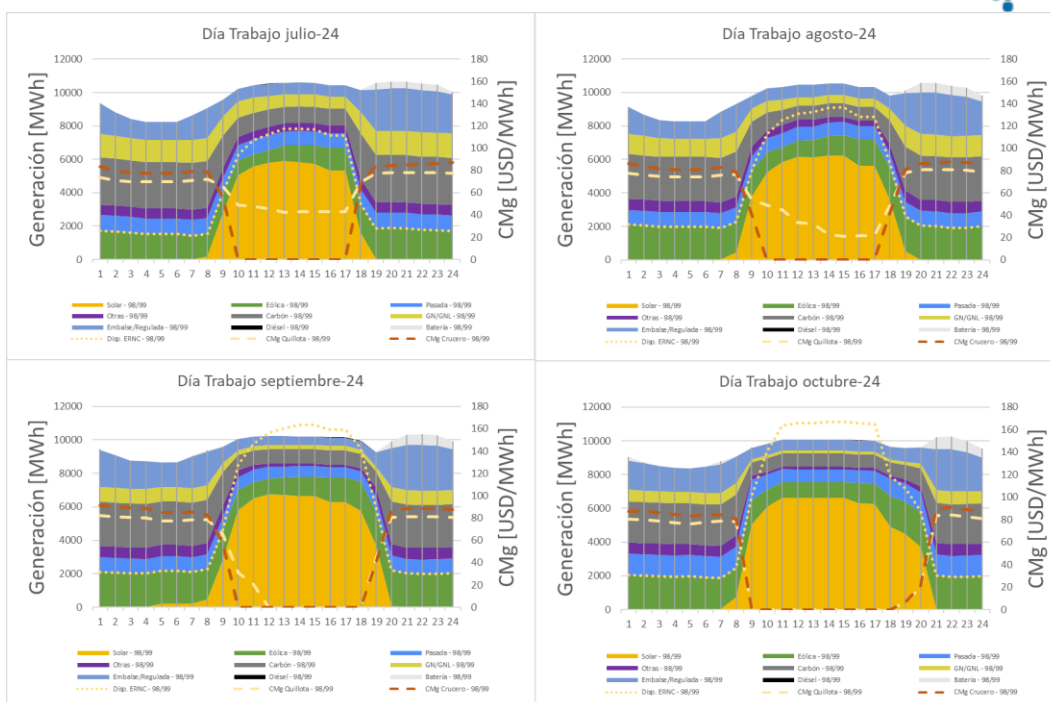 Día Trabajo julio-24
Generación [MWh]
12000
10000
8000
6000
4000
2000
0
180
160
140
120
100
80
60
40
20
0
CMg [USD/MWh]
1 2 3 4 5 6 7 8 9 10 11 12 13 14 15 16 17 18 19 20 21 22 23 24
Solar - 98/99 Eólica - 98/99 Pasada - 98/99
Otras - 98/99 Carbón - 98/99 GN/GNL - 98/99
Embalse/Regulada - 98/99 Diésel - 98/99 Batería - 98/99
Disp. ERNC - 98/99 CMg Quillota - 98/99 CMg Crucero - 98/99
Día Trabajo agosto-24
Generación [MWh]
12000
10000
8000
6000
4000
2000
0
180
160
140
120
100
80
60
40
20
0
CMg [USD/MWh]
1 2 3 4 5 6 7 8 9 10 11 12 13 14 15 16 17 18 19 20 21 22 23 24
Solar - 98/99 Eólica - 98/99 Pasada - 98/99
Otras - 98/99 Carbón - 98/99 GN/GNL - 98/99
Embalse/Regulada - 98/99 Diésel - 98/99 Batería - 98/99
Disp. ERNC - 98/99 CMg Quillota - 98/99 CMg Crucero - 98/99
Día Trabajo septiembre-24
Generación [MWh]
12000
10000
8000
6000
4000
2000
0
180
160
140
120
100
80
60
40
20
0
CMg [USD/MWh]
1 2 3 4 5 6 7 8 9 10 11 12 13 14 15 16 17 18 19 20 21 22 23 24
Solar - 98/99 Eólica - 98/99 Pasada - 98/99
Otras - 98/99 Carbón - 98/99 GN/GNL - 98/99
Embalse/Regulada - 98/99 Diésel - 98/99 Batería - 98/99
Disp. ERNC - 98/99 CMg Quillota - 98/99 CMg Crucero - 98/99
Día Trabajo octubre-24
Generación [MWh]
12000
10000
8000
6000
4000
2000
0
180
160
140
120
100
80
60
40
20
0
CMg [USD/MWh]
1 2 3 4 5 6 7 8 9 10 11 12 13 14 15 16 17 18 19 20 21 22 23 24
Solar - 98/99 Eólica - 98/99 Pasada - 98/99
Otras - 98/99 Carbón - 98/99 GN/GNL - 98/99
Embalse/Regulada - 98/99 Diésel - 98/99 Batería - 98/99
Disp. ERNC - 98/99 CMg Quillota - 98/99 CMg Crucero - 98/99